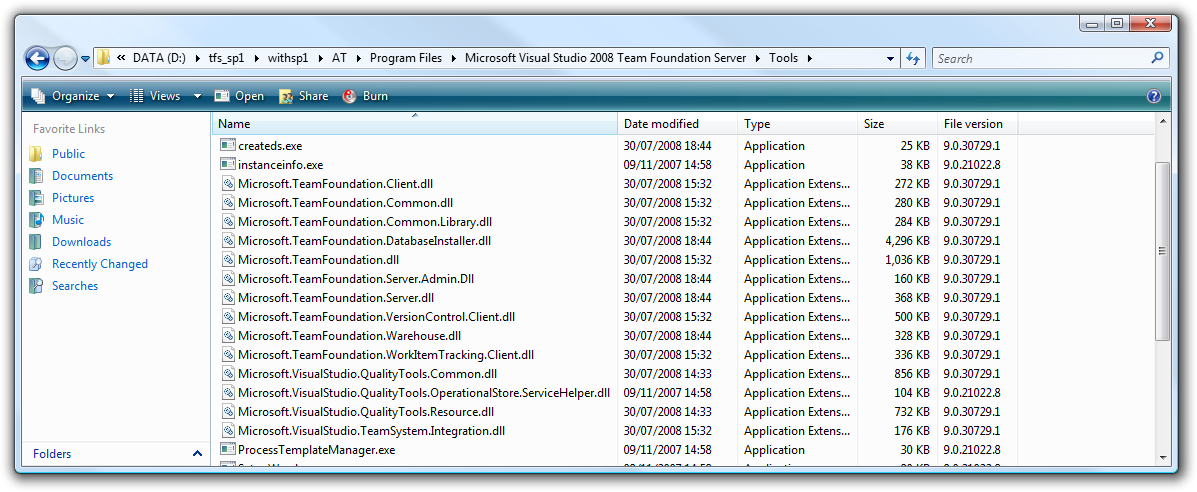 « DATA (D:) tfs_sp1 withsp1 AT Program Files Microsoft Visual Studio 2008 Team Foundation Server Tools Search
Organize Views Open Share Burn
Favorite Links
Public
Documents
Pictures
Music
Downloads
Recently Changed
Searches
Folders
Name Date modified Type Size File version
createds.exe 30/07/2008 18:44 Application 25 KB 9.0.30729.1
instanceinfo.exe 09/11/2007 14:58 Application 38 KB 9.0.21022.8
Microsoft.TeamFoundation.Client.dll 30/07/2008 15:32 Application Extens... 272 KB 9.0.30729.1
Microsoft.TeamFoundation.Common.dll 30/07/2008 15:32 Application Extens... 280 KB 9.0.30729.1
Microsoft.TeamFoundation.Common.Library.dll 30/07/2008 15:32 Application Extens... 284 KB 9.0.30729.1
Microsoft.TeamFoundation.DatabaseInstaller.dll 30/07/2008 18:44 Application Extens... 4,296 KB 9.0.30729.1
Microsoft.TeamFoundation.dll 30/07/2008 15:32 Application Extens... 1,036 KB 9.0.30729.1
Microsoft.TeamFoundation.Server.Admin.Dll 30/07/2008 18:44 Application Extens... 160 KB 9.0.30729.1
Microsoft.TeamFoundation.Server.dll 30/07/2008 18:44 Application Extens... 368 KB 9.0.30729.1
Microsoft.TeamFoundation.VersionControl.Client.dll 30/07/2008 15:32 Application Extens... 500 KB 9.0.30729.1
Microsoft.TeamFoundation.Warehouse.dll 30/07/2008 18:44 Application Extens... 328 KB 9.0.30729.1
Microsoft.TeamFoundation.WorkItemTracking.Client.dll 30/07/2008 15:32 Application Extens... 336 KB 9.0.30729.1
Microsoft.VisualStudio.QualityTools.Common.dll 30/07/2008 14:33 Application Extens... 856 KB 9.0.30729.1
Microsoft.VisualStudio.QualityTools.OperationalStore.ServiceHelper.dll 09/11/2007 14:58 Application Extens... 104 KB 9.0.21022.8
Microsoft.VisualStudio.QualityTools.Resource.dll 30/07/2008 14:33 Application Extens... 732 KB 9.0.30729.1
Microsoft.VisualStudio.TeamSystem.Integration.dll 30/07/2008 15:32 Application Extens... 176 KB 9.0.30729.1
ProcessTemplateManager.exe 09/11/2007 14:58 Application 30 KB 9.0.21022.8